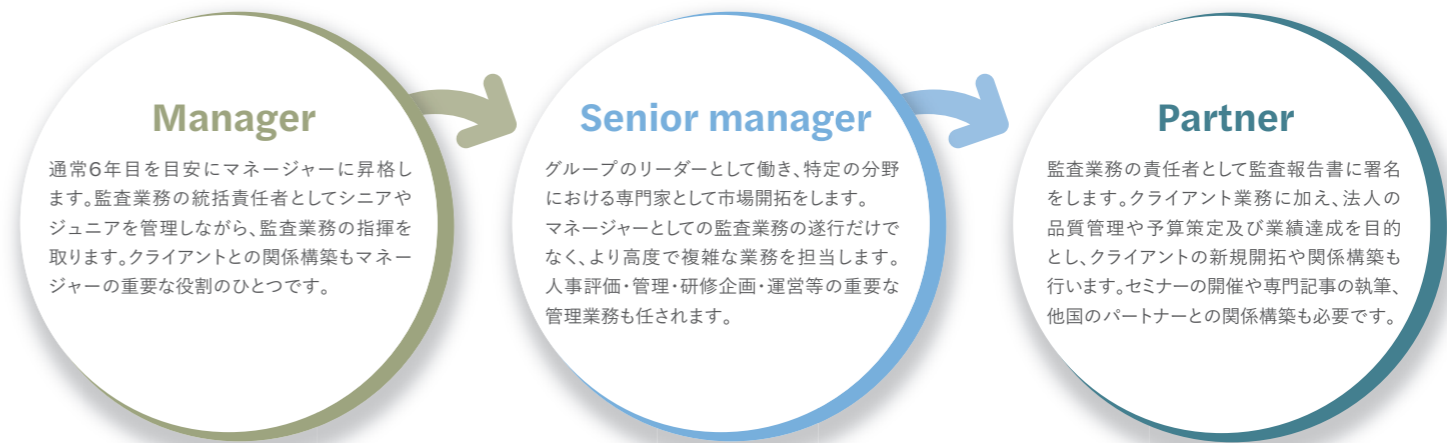 Manager
通常6年目を目安にマネージャーに昇格し
ます。監査業務の統括責任者としてシニアや
ジュニアを管理しながら、監査業務の指揮を
取ります。クライアントとの関係構築もマネー
ジャーの重要な役割のひとつです。
Senior manager
グループのリーダーとして働き、特定の分野
における専門家として市場開拓をします。
マネージャーとしての監査業務の遂行だけで
なく、より高度で複雑な業務を担当します。
人事評価・管理・研修企画・運営等の重要な
管理業務も任されます。
Partner
監査業務の責任者として監査報告書に署名
をします。クライアント業務に加え、法人の
品質管理や予算策定及び業績達成を目的
とし、クライアントの新規開拓や関係構築も
行います。セミナーの開催や専門記事の執筆、
他国のパートナーとの関係構築も必要です。